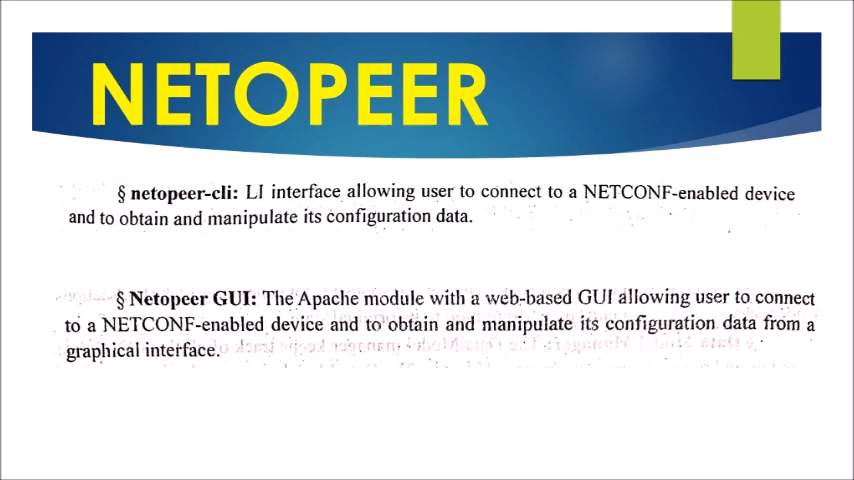 NETOPEER
§ netopeer-cli: LI interface allowing user to connect to a NETCONF-enabled device
and to obtain and manipulate its configuration data.
§ Netopeer GUI: The Apache module with a web-based GUI allowing user to connect
to a NETCONF-enabled device and to obtain and manipulate its configuration data from a
graphical interface.